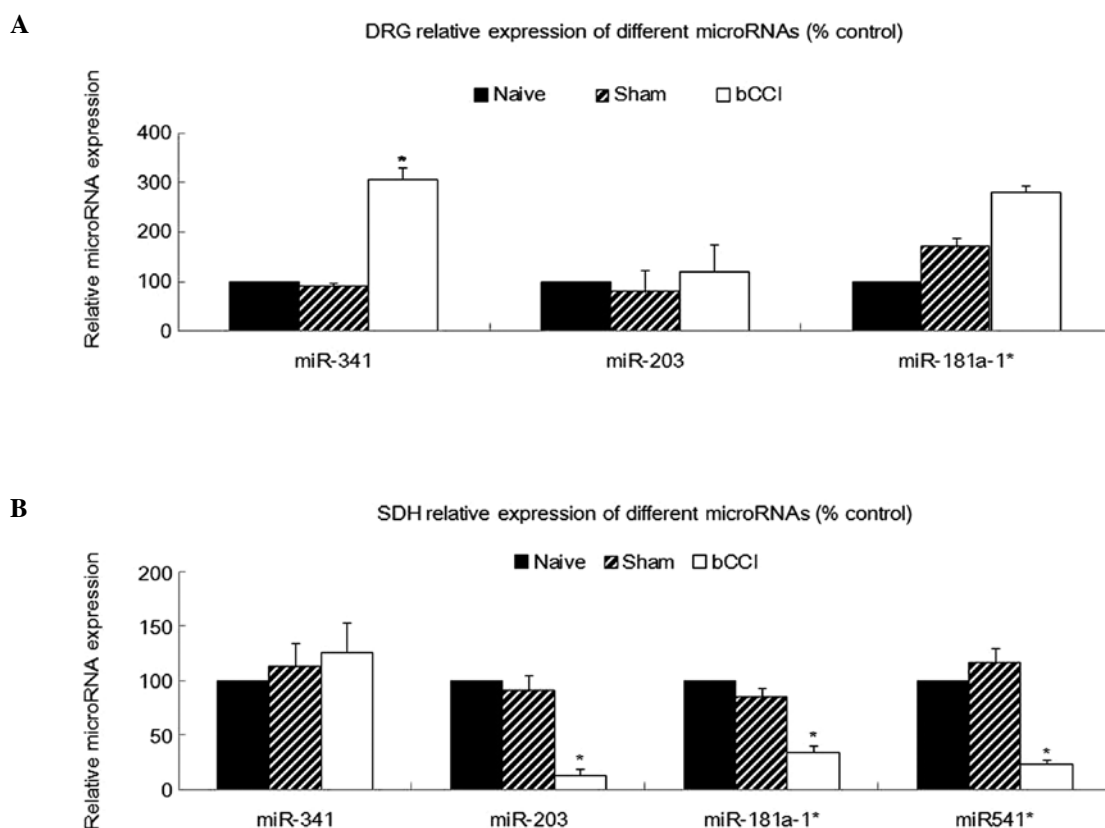 A
DRG relative expression of different microRNAs (% control)
Naive Sham bCCI
Relative microRNA expression
400
300
200
100
0
*
miR-341 miR-203 miR-181a-1*
B
SDH relative expression of different microRNAs (% control)
Naive Sham bCCI
Relative microRNA expression
200
150
100
50
0
* * *
miR-341 miR-203 miR-181a-1* miR541*